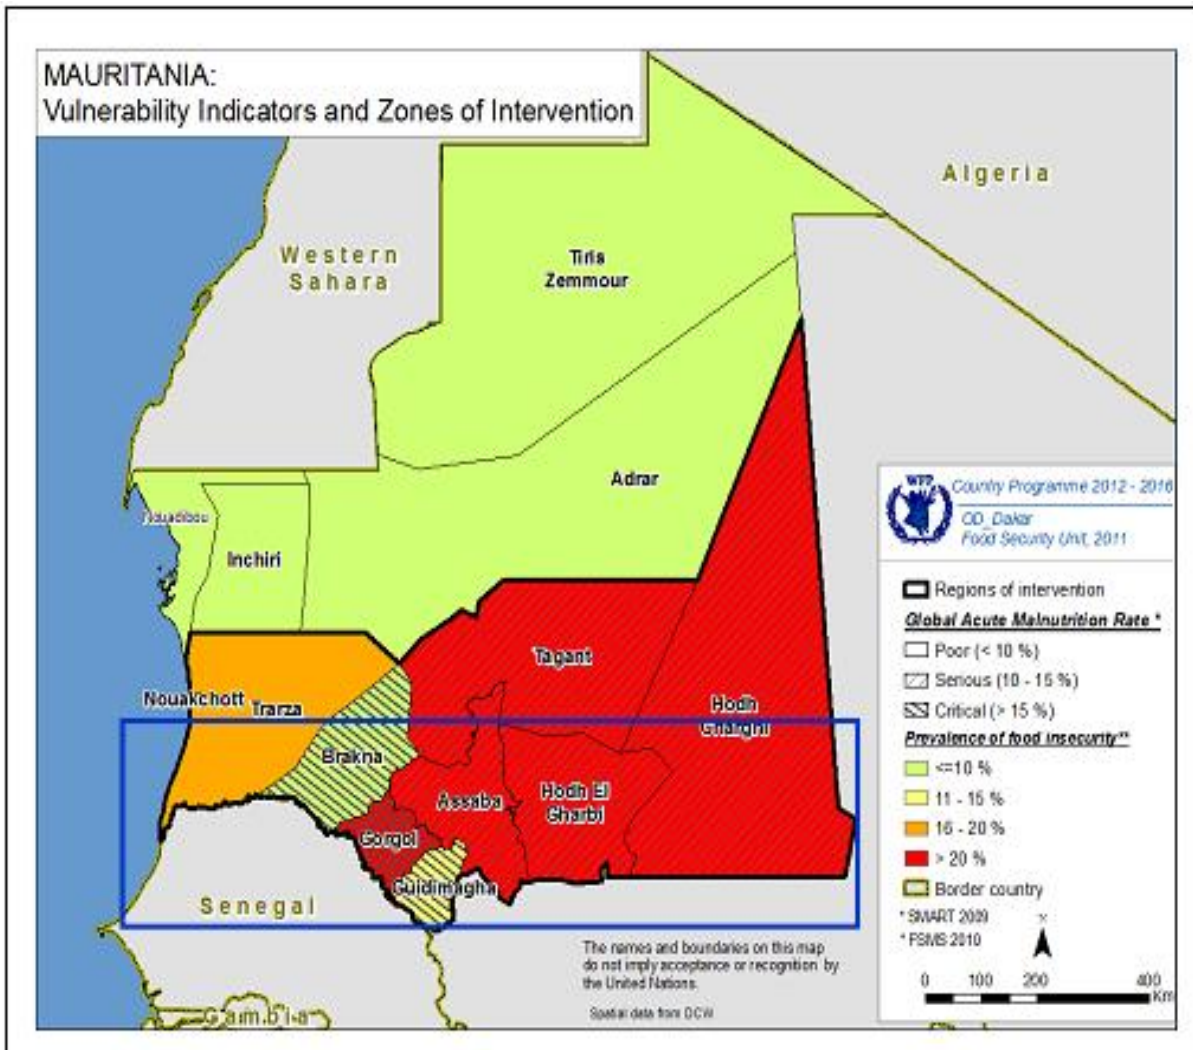 MAURITANIA:
Vulnerability Indicators and Zones of Intervention
Algeria
Western
Sahara
Tiris
Zemmour
Adrar
Nouadibou
Inchiri
WFP
Country Programme 2012 - 2016
OD_Dakar
Food Security Unit, 2011
Regions of intervention
Global Acute Malnutrition Rate *
Poor (< 10 %)
Serious (10 - 15 %)
Critical (> 15 %)
Prevalence of food insecurity**
<=10 %
11 - 15 %
16 - 20 %
> 20 %
Border country
* SMART 2009
* FSMS 2010
N
0 100 200 400
Km
Tagant
Nouakchott
Trarza
Hodh
Charghi
Brakna
Assaba
Hodh El
Gharbi
Gorgol
Guidimagha
Senegal
The names and boundaries on this map
do not imply acceptance or recognition by
the United Nations.
Spatial data from DCW
Gambia